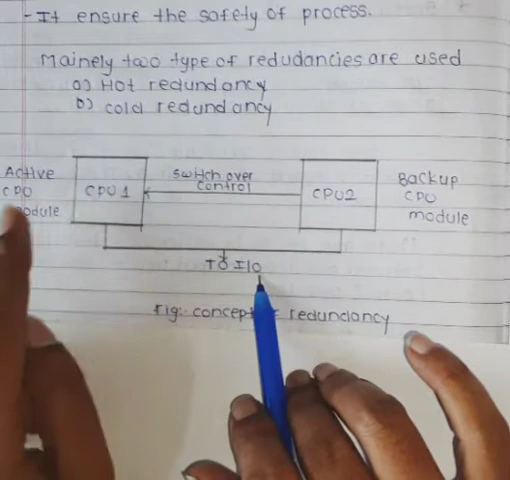 - It ensure the safety of process.
Mainely two type of redudancies are used
a) Hot redundancy
b) cold redundancy
Active
CPU
module
CPU 1
Switch over
control
CPU2
Backup
CPU
module
TO I/O
Fig:- concept redundancy